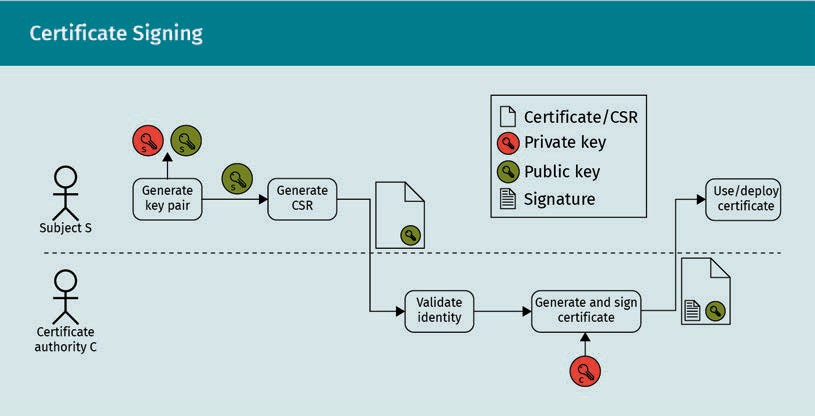 Certificate Signing
Certificate/CSR
Private key
Public key
Signature
S
S
S
Generate
key pair
Generate
CSR
Use/deploy
certificate
Subject S
Certificate
authority C
Validate
identity
Generate and sign
certificate
C